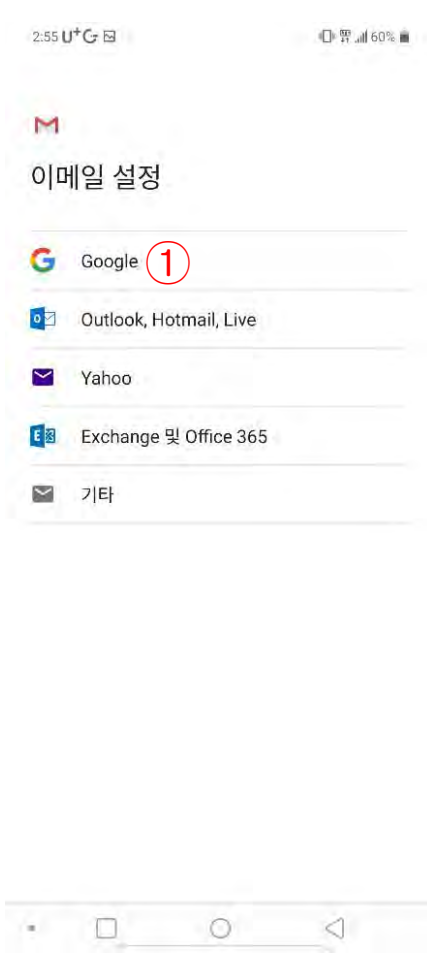 2:55 U+G 60%
이메일 설정
Google ①
Outlook, Hotmail, Live
Yahoo
Exchange 및 Office 365
기타